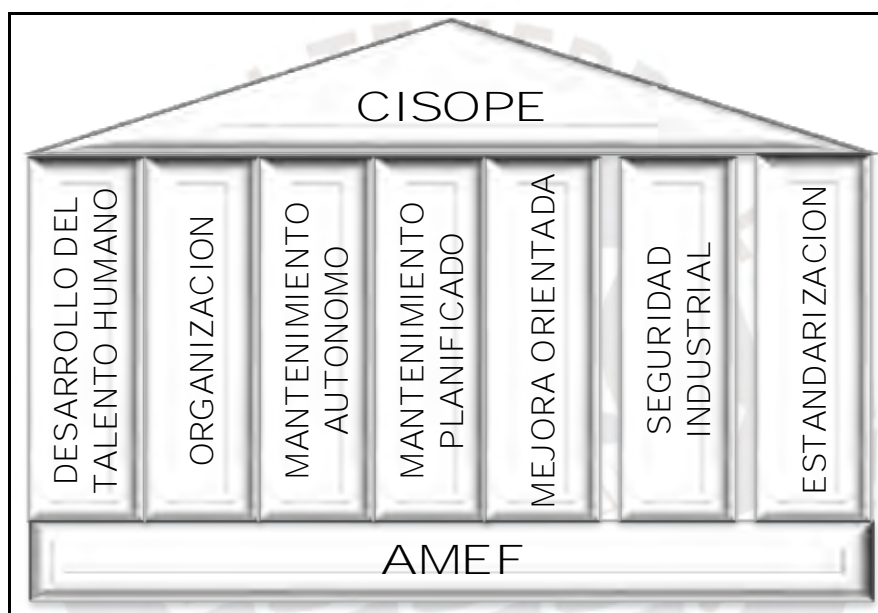 CISOPE
DESARROLLO DEL
TALENTO HUMANO
ORGANIZACION
MANTENIMIENTO
AUTONOMO
MANTENIMIENTO
PLANIFICADO
MEJORA ORIENTADA
SEGURIDAD
INDUSTRIAL
ESTANDARIZACION
AMEF